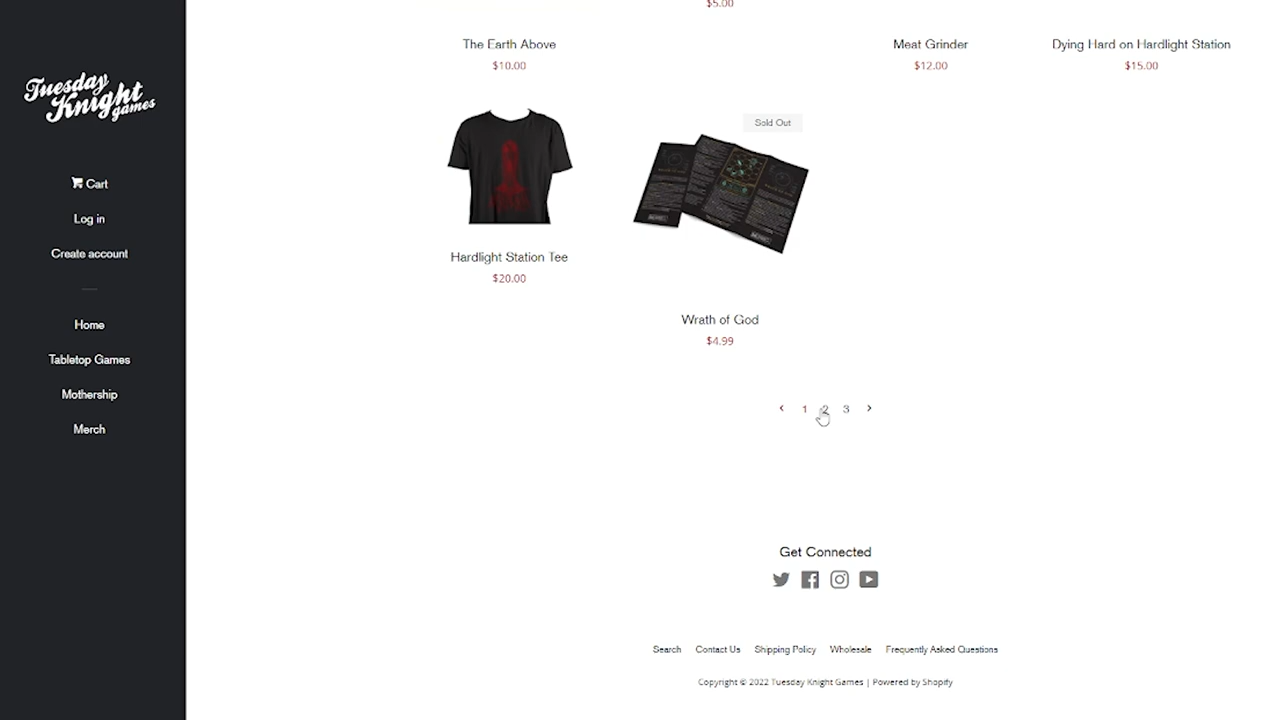 $5.00
The Earth Above
$10.00
Meat Grinder
$12.00
Dying Hard on Hardlight Station
$15.00
Tuesday
Knight
games
Cart
Log in
Create account
Home
Tabletop Games
Mothership
Merch
Sold Out
Hardlight Station Tee
$20.00
Wrath of God
$4.99
1 2 3
Get Connected
Search Contact Us Shipping Policy Wholesale Frequently Asked Questions
Copyright © 2022 Tuesday Knight Games | Powered by Shopify